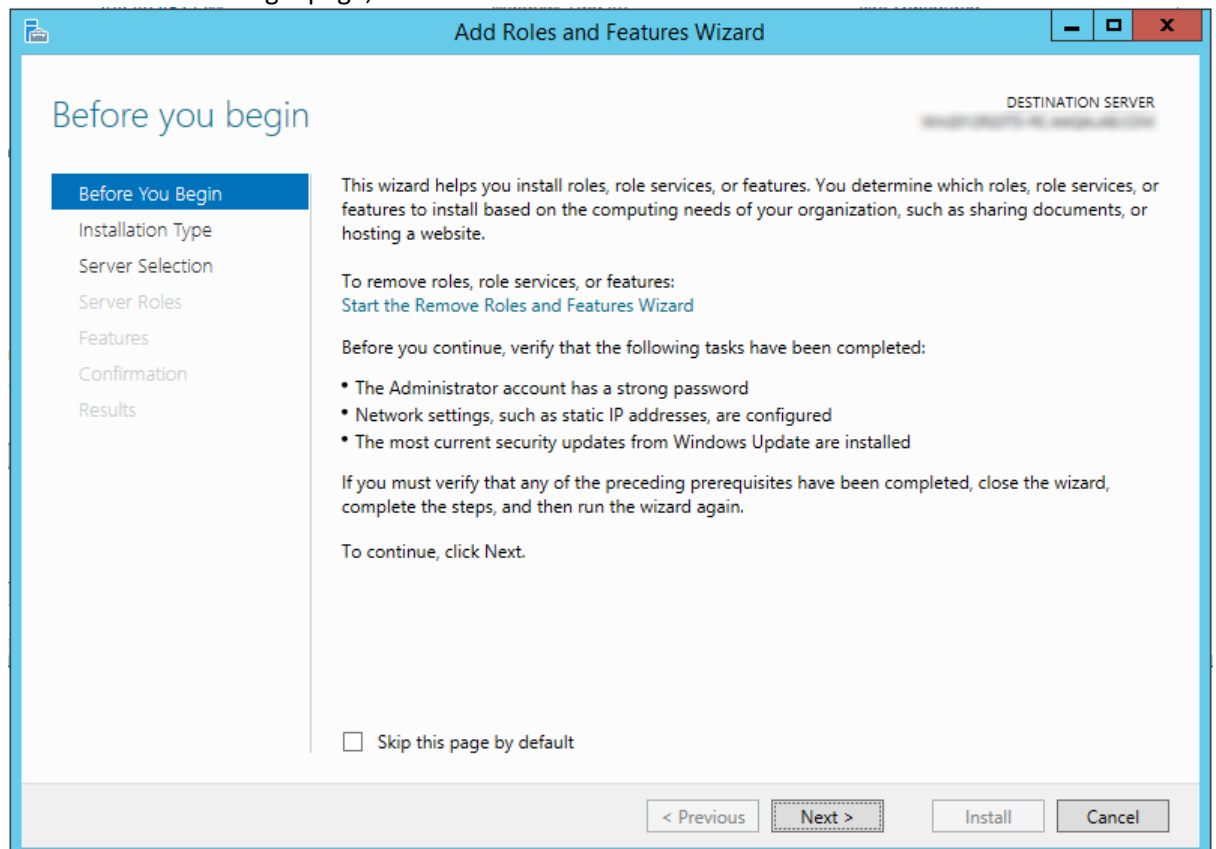 Add Roles and Features Wizard
X
Before you begin
DESTINATION SERVER
Before You Begin
Installation Type
Server Selection
Server Roles
Features
Confirmation
Results
This wizard helps you install roles, role services, or features. You determine which roles, role services, or
features to install based on the computing needs of your organization, such as sharing documents, or
hosting a website.
To remove roles, role services, or features:
Start the Remove Roles and Features Wizard
Before you continue, verify that the following tasks have been completed:
• The Administrator account has a strong password
• Network settings, such as static IP addresses, are configured
• The most current security updates from Windows Update are installed
If you must verify that any of the preceding prerequisites have been completed, close the wizard,
complete the steps, and then run the wizard again.
To continue, click Next.
Skip this page by default
< Previous
Next >
Install
Cancel